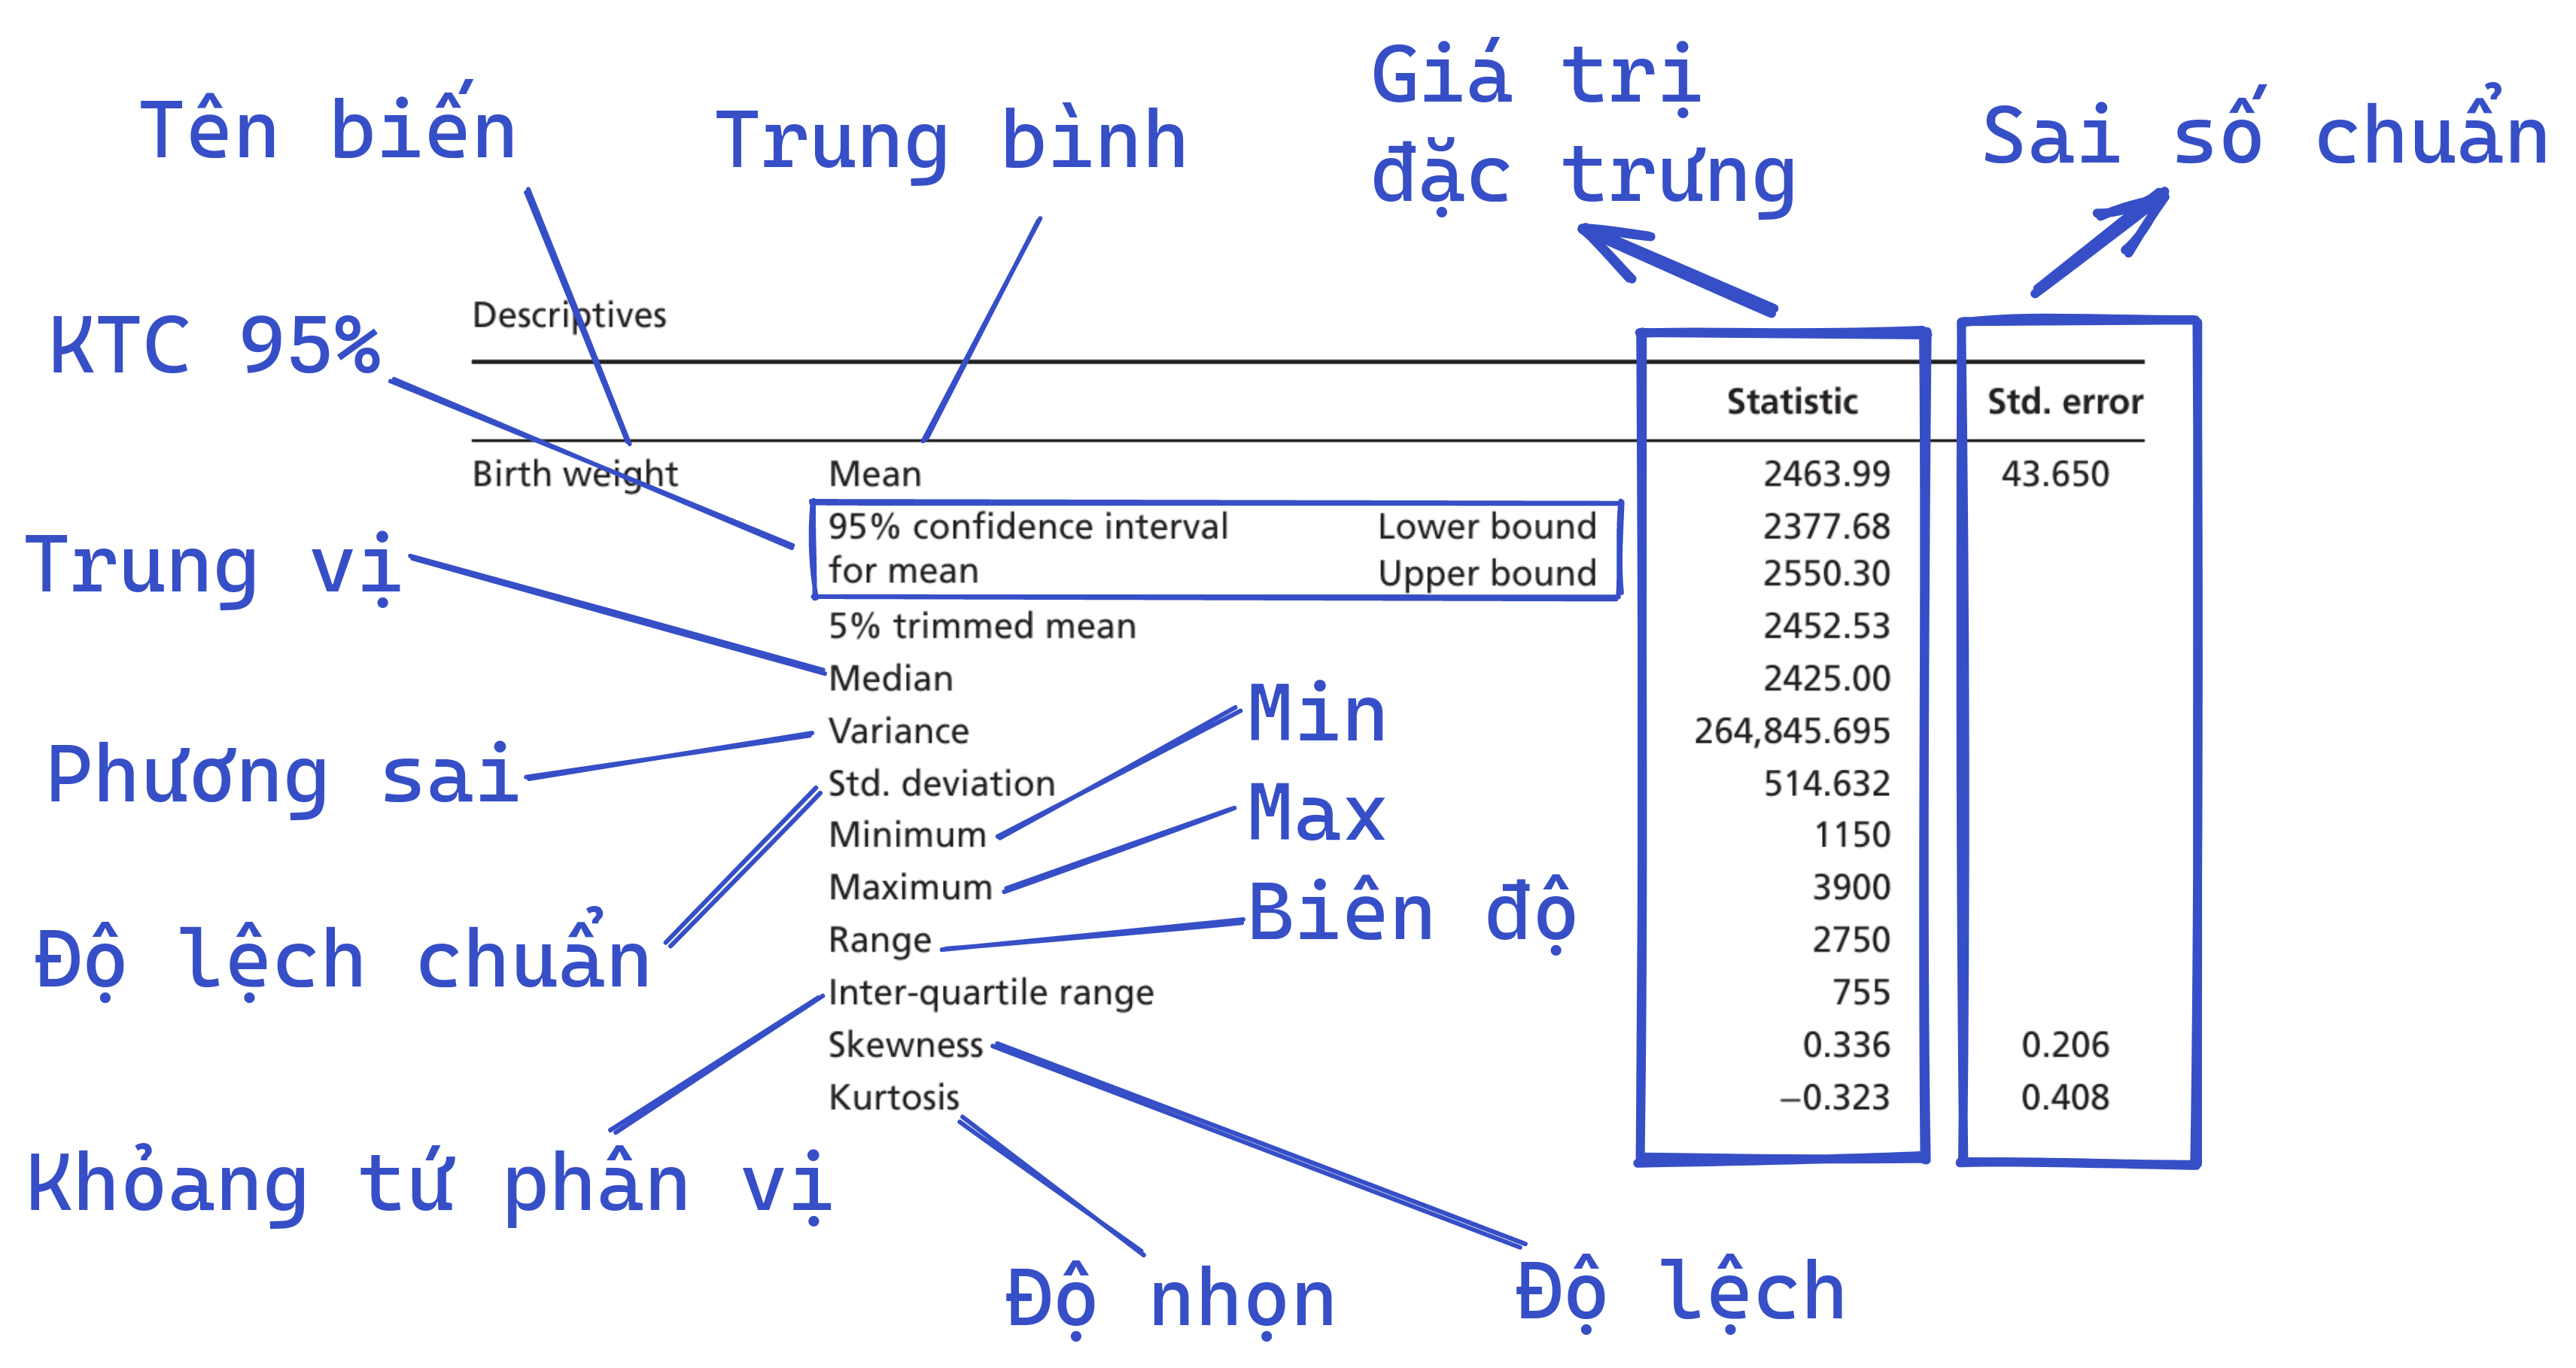 Giá trị
đặc trưng
Tên biến
Trung bình
Sai số chuẩn
KTC 95%
Descriptives
Statistic Std. error
Birth weight Mean 2463.99 43.650
95% confidence interval Lower bound 2377.68
for mean Upper bound 2550.30
Trung vị
5% trimmed mean 2452.53
Median 2425.00
Min
Variance 264,845.695
Phương sai
Std. deviation 514.632
Max
Minimum 1150
Maximum 3900
Biên độ
Range 2750
Độ lệch chuẩn
Inter-quartile range 755
Skewness 0.336 0.206
Kurtosis –0.323 0.408
Khỏang tứ phân vị
Độ nhọn
Độ lệch